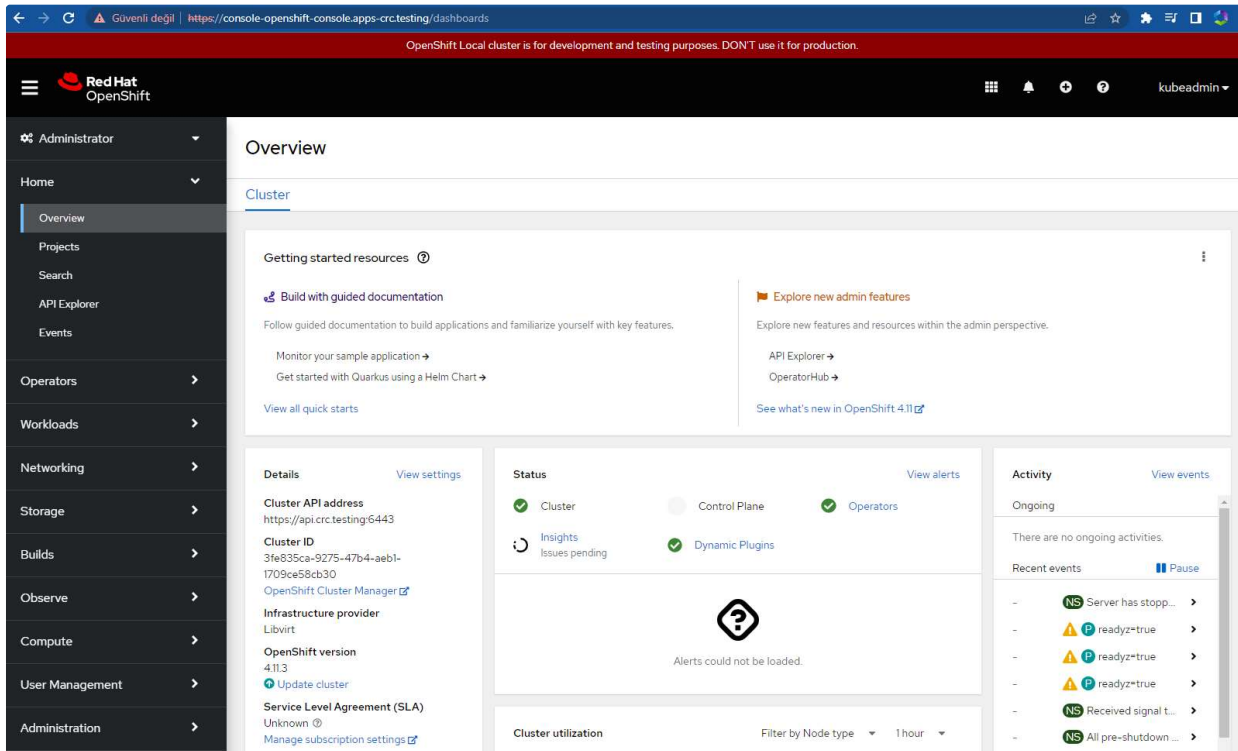 Güvenli değil | https://console-openshift-console.apps-crc.testing/dashboards
OpenShift Local cluster is for development and testing purposes. DON'T use it for production.
Red Hat
OpenShift
kubeadmin
Administrator
Home
Overview
Projects
Search
API Explorer
Events
Operators
Workloads
Networking
Storage
Builds
Observe
Compute
User Management
Administration
Overview
Cluster
Getting started resources
Build with guided documentation
Follow guided documentation to build applications and familiarize yourself with key features.
Monitor your sample application →
Get started with Quarkus using a Helm Chart →
View all quick starts
Explore new admin features
Explore new features and resources within the admin perspective.
API Explorer →
OperatorHub →
See what's new in OpenShift 4.11
Details View settings
Cluster API address
https://api.crc.testing:6443
Cluster ID
3fe835ca-9275-47b4-aeb1-
1709ce58cb30
OpenShift Cluster Manager
Infrastructure provider
Libvirt
OpenShift version
4.11.3
Update cluster
Service Level Agreement (SLA)
Unknown
Manage subscription settings
Status View alerts
Cluster Control Plane Operators
Insights Dynamic Plugins
Issues pending
Alerts could not be loaded.
Cluster utilization Filter by Node type 1 hour
Activity View events
Ongoing
There are no ongoing activities.
Recent events Pause
- NS Server has stopp...
- P readyz=true
- P readyz=true
- P readyz=true
- NS Received signal t...
- NS All pre-shutdown ...